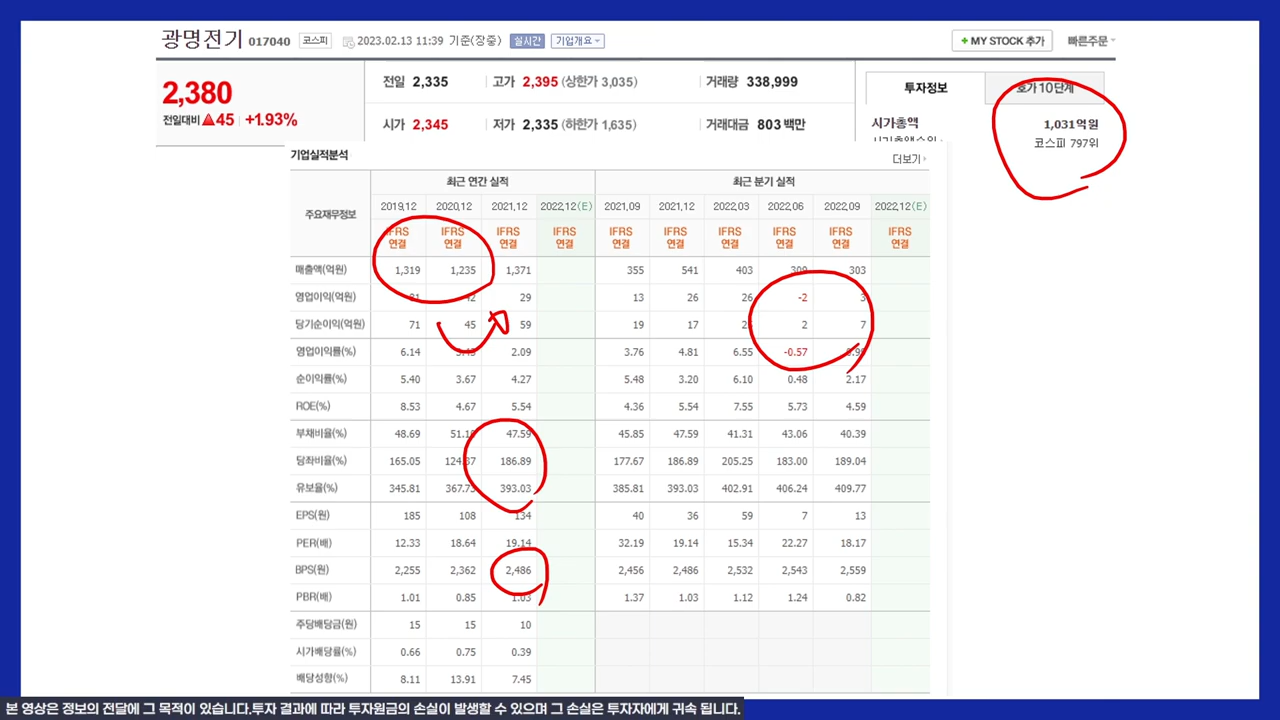 광명전기 017040 코스피 2023.02.13 11:39 기준(장중) 실시간 기업개요 + MY STOCK 추가 빠른주문
2,380
전일대비 ▲45 +1.93%
전일 2,335 고가 2,395 (상한가 3,035) 거래량 338,999
시가 2,345 저가 2,335 (하한가 1,635) 거래대금 803 백만
투자정보 호가 10단계
시가총액 1,031억원
코스피 797위
기업실적분석 더보기
주요재무정보 최근 연간 실적 최근 분기 실적
2019.12 2020.12 2021.12 2022.12(E) 2021.09 2021.12 2022.03 2022.06 2022.09 2022.12(E)
IFRS IFRS IFRS IFRS IFRS IFRS IFRS IFRS IFRS IFRS
연결 연결 연결 연결 연결 연결 연결 연결 연결 연결
매출액(억원) 1,319 1,235 1,371 355 541 403 309 303
영업이익(억원) 29 13 26 26 -2 3
당기순이익(억원) 71 45 59 19 17 2 7
영업이익률(%) 6.14 2.09 3.76 4.81 6.55 -0.57
순이익률(%) 5.40 3.67 4.27 5.48 3.20 6.10 0.48 2.17
ROE(%) 8.53 4.67 5.54 4.36 5.54 7.55 5.73 4.59
부채비율(%) 48.69 47.59 45.85 47.59 41.31 43.06 40.39
당좌비율(%) 165.05 186.89 177.67 186.89 205.25 183.00 189.04
유보율(%) 345.81 367.73 393.03 385.81 393.03 402.91 406.24 409.77
EPS(원) 185 108 134 40 36 59 7 13
PER(배) 12.33 18.64 19.14 32.19 19.14 15.34 22.27 18.17
BPS(원) 2,255 2,362 2,486 2,456 2,486 2,532 2,543 2,559
PBR(배) 1.01 0.85 1.03 1.37 1.03 1.12 1.24 0.82
주당배당금(원) 15 15 10
시가배당률(%) 0.66 0.75 0.39
배당성향(%) 8.11 13.91 7.45
본 영상은 정보의 전달에 그 목적이 있습니다.투자 결과에 따라 투자원금의 손실이 발생할 수 있으며 그 손실은 투자자에게 귀속 됩니다.